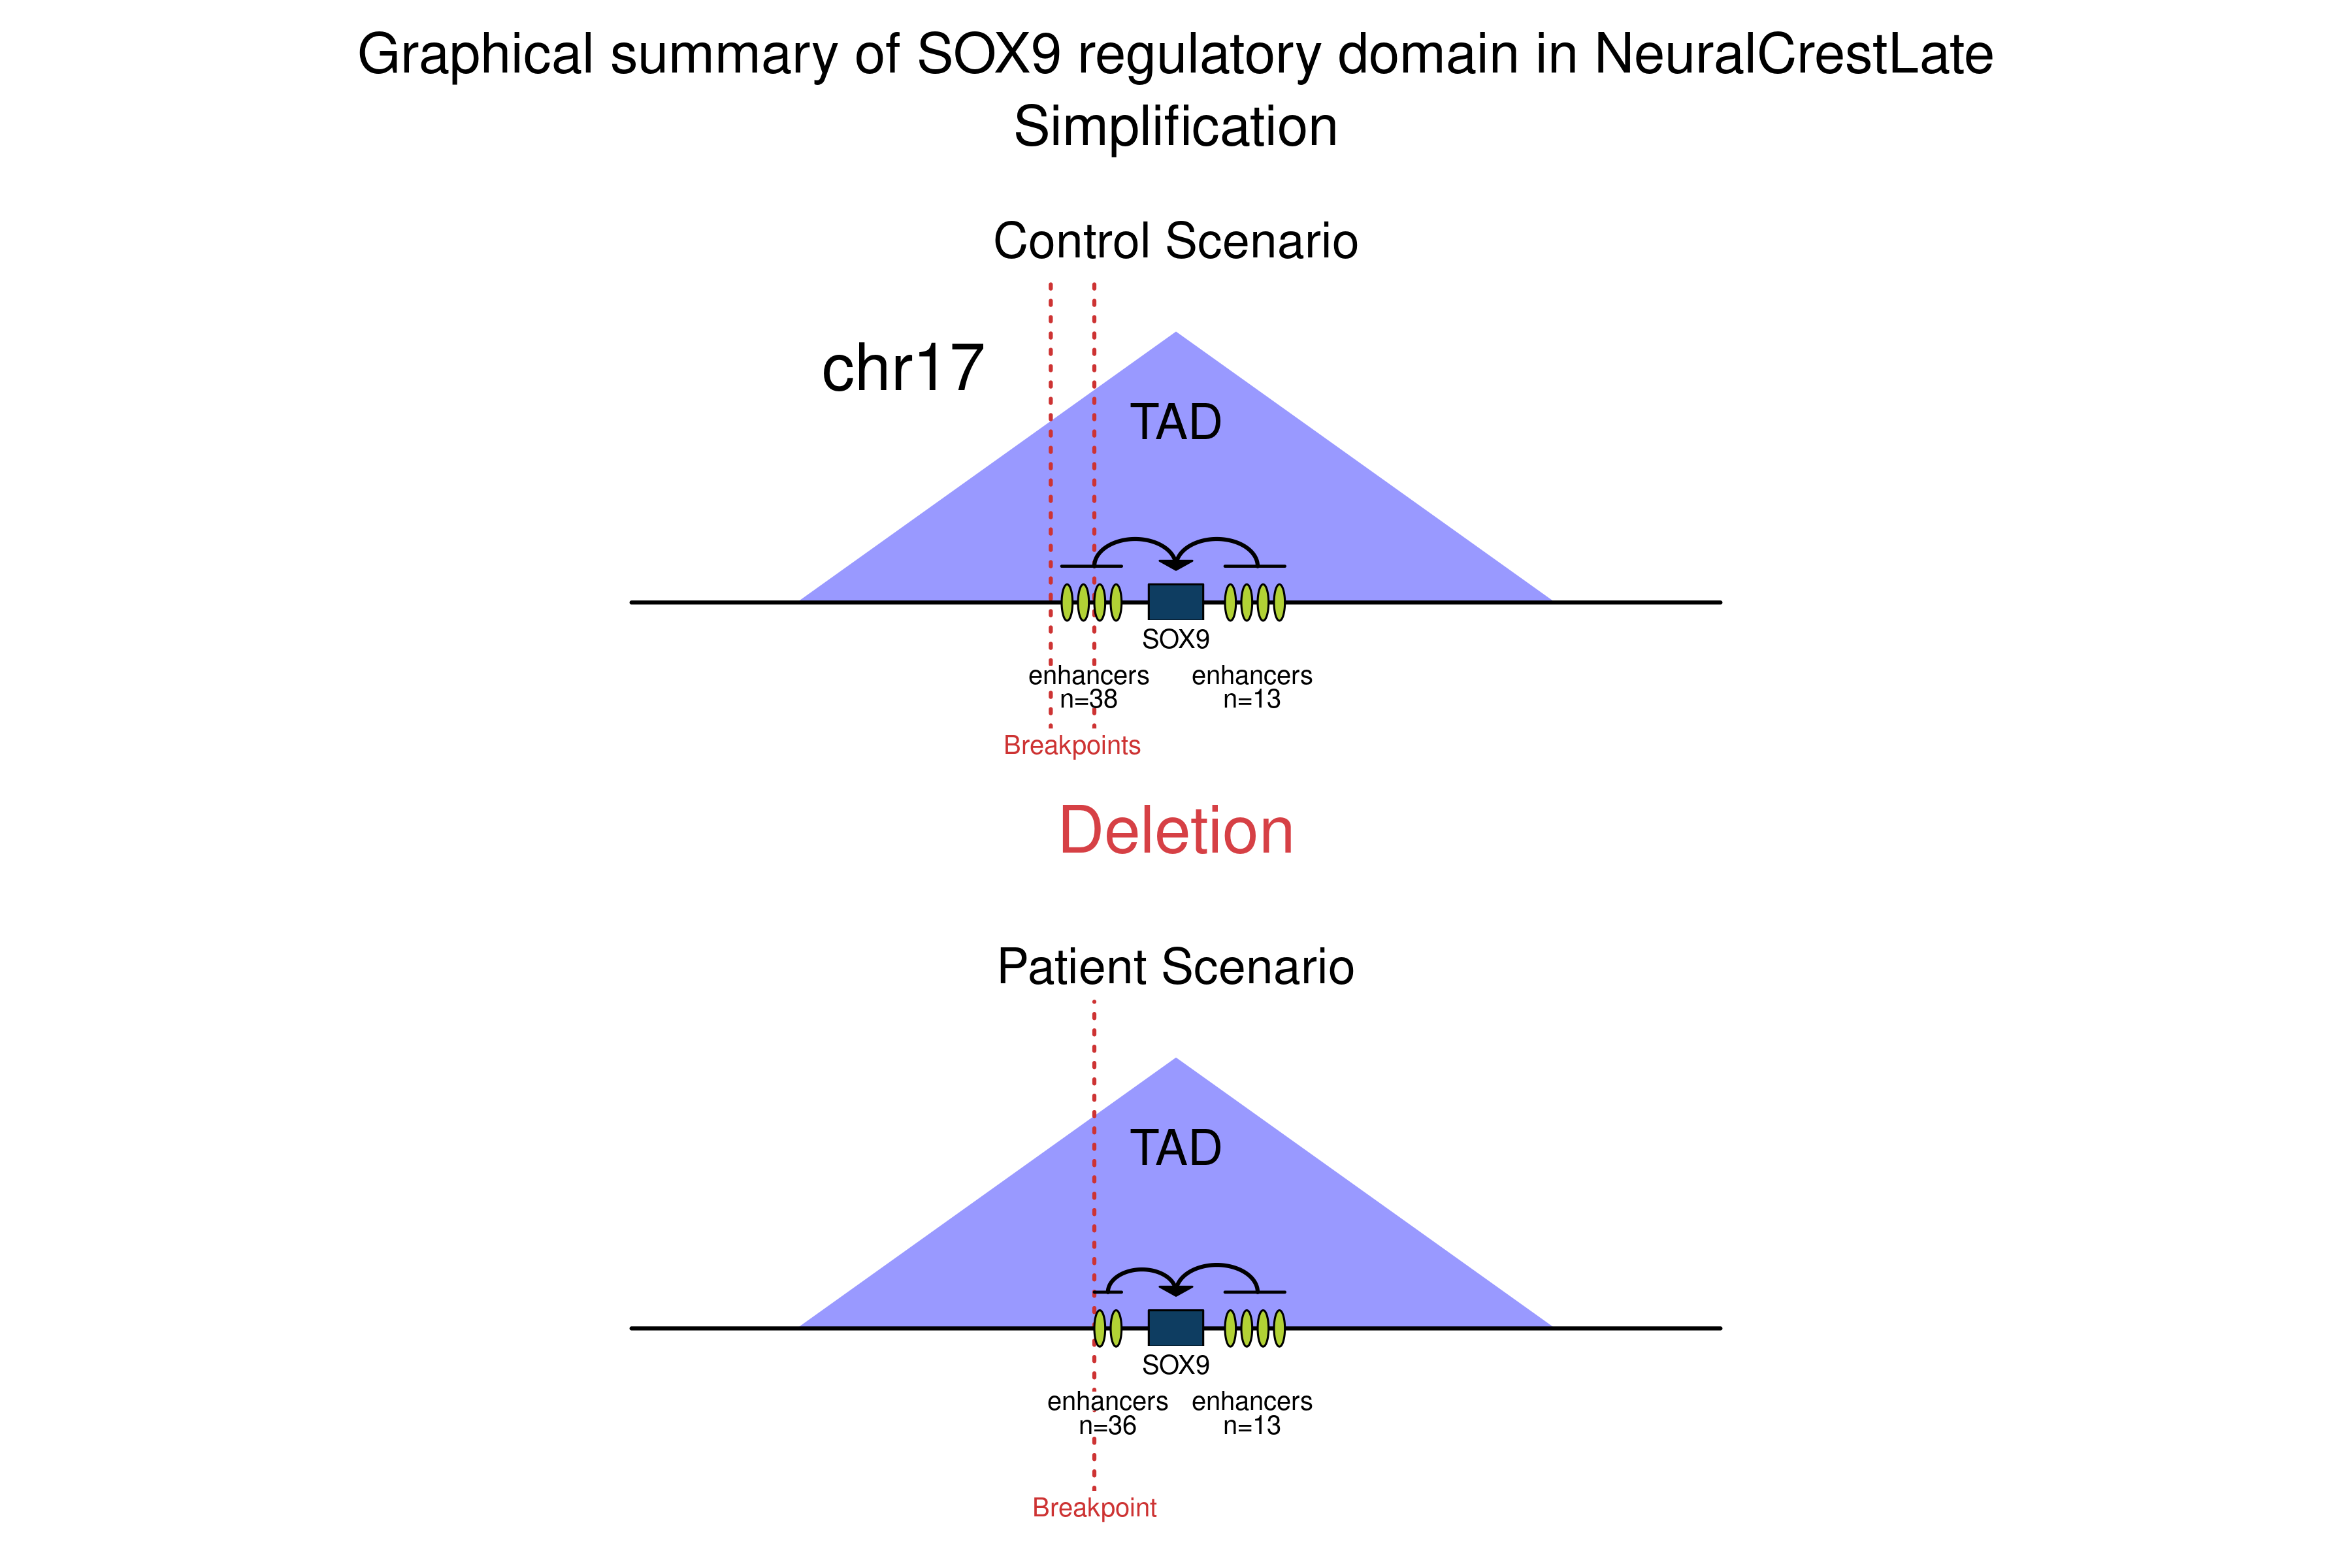 Graphical summary of SOX9 regulatory domain in NeuralCrestLate
Simplification
Control Scenario
chr17
TAD
SOX9
enhancers enhancers
n=38 n=13
Breakpoints
Deletion
Patient Scenario
TAD
SOX9
enhancers enhancers
n=36 n=13
Breakpoint